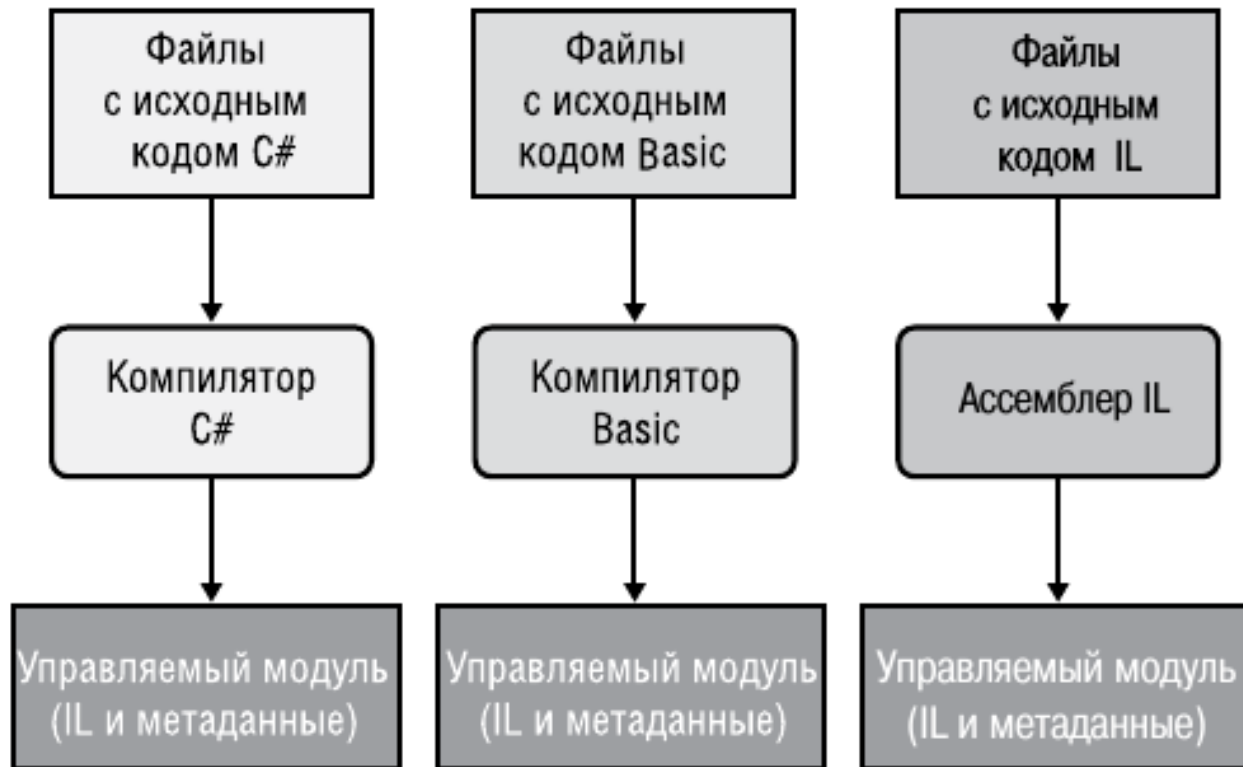 Файлы
с исходным
кодом C#
Файлы
с исходным
кодом Basic
Файлы
с исходным
кодом IL
Компилятор
C#
Компилятор
Basic
Ассемблер IL
Управляемый модуль
(IL и метаданные)
Управляемый модуль
(IL и метаданные)
Управляемый модуль
(IL и метаданные)